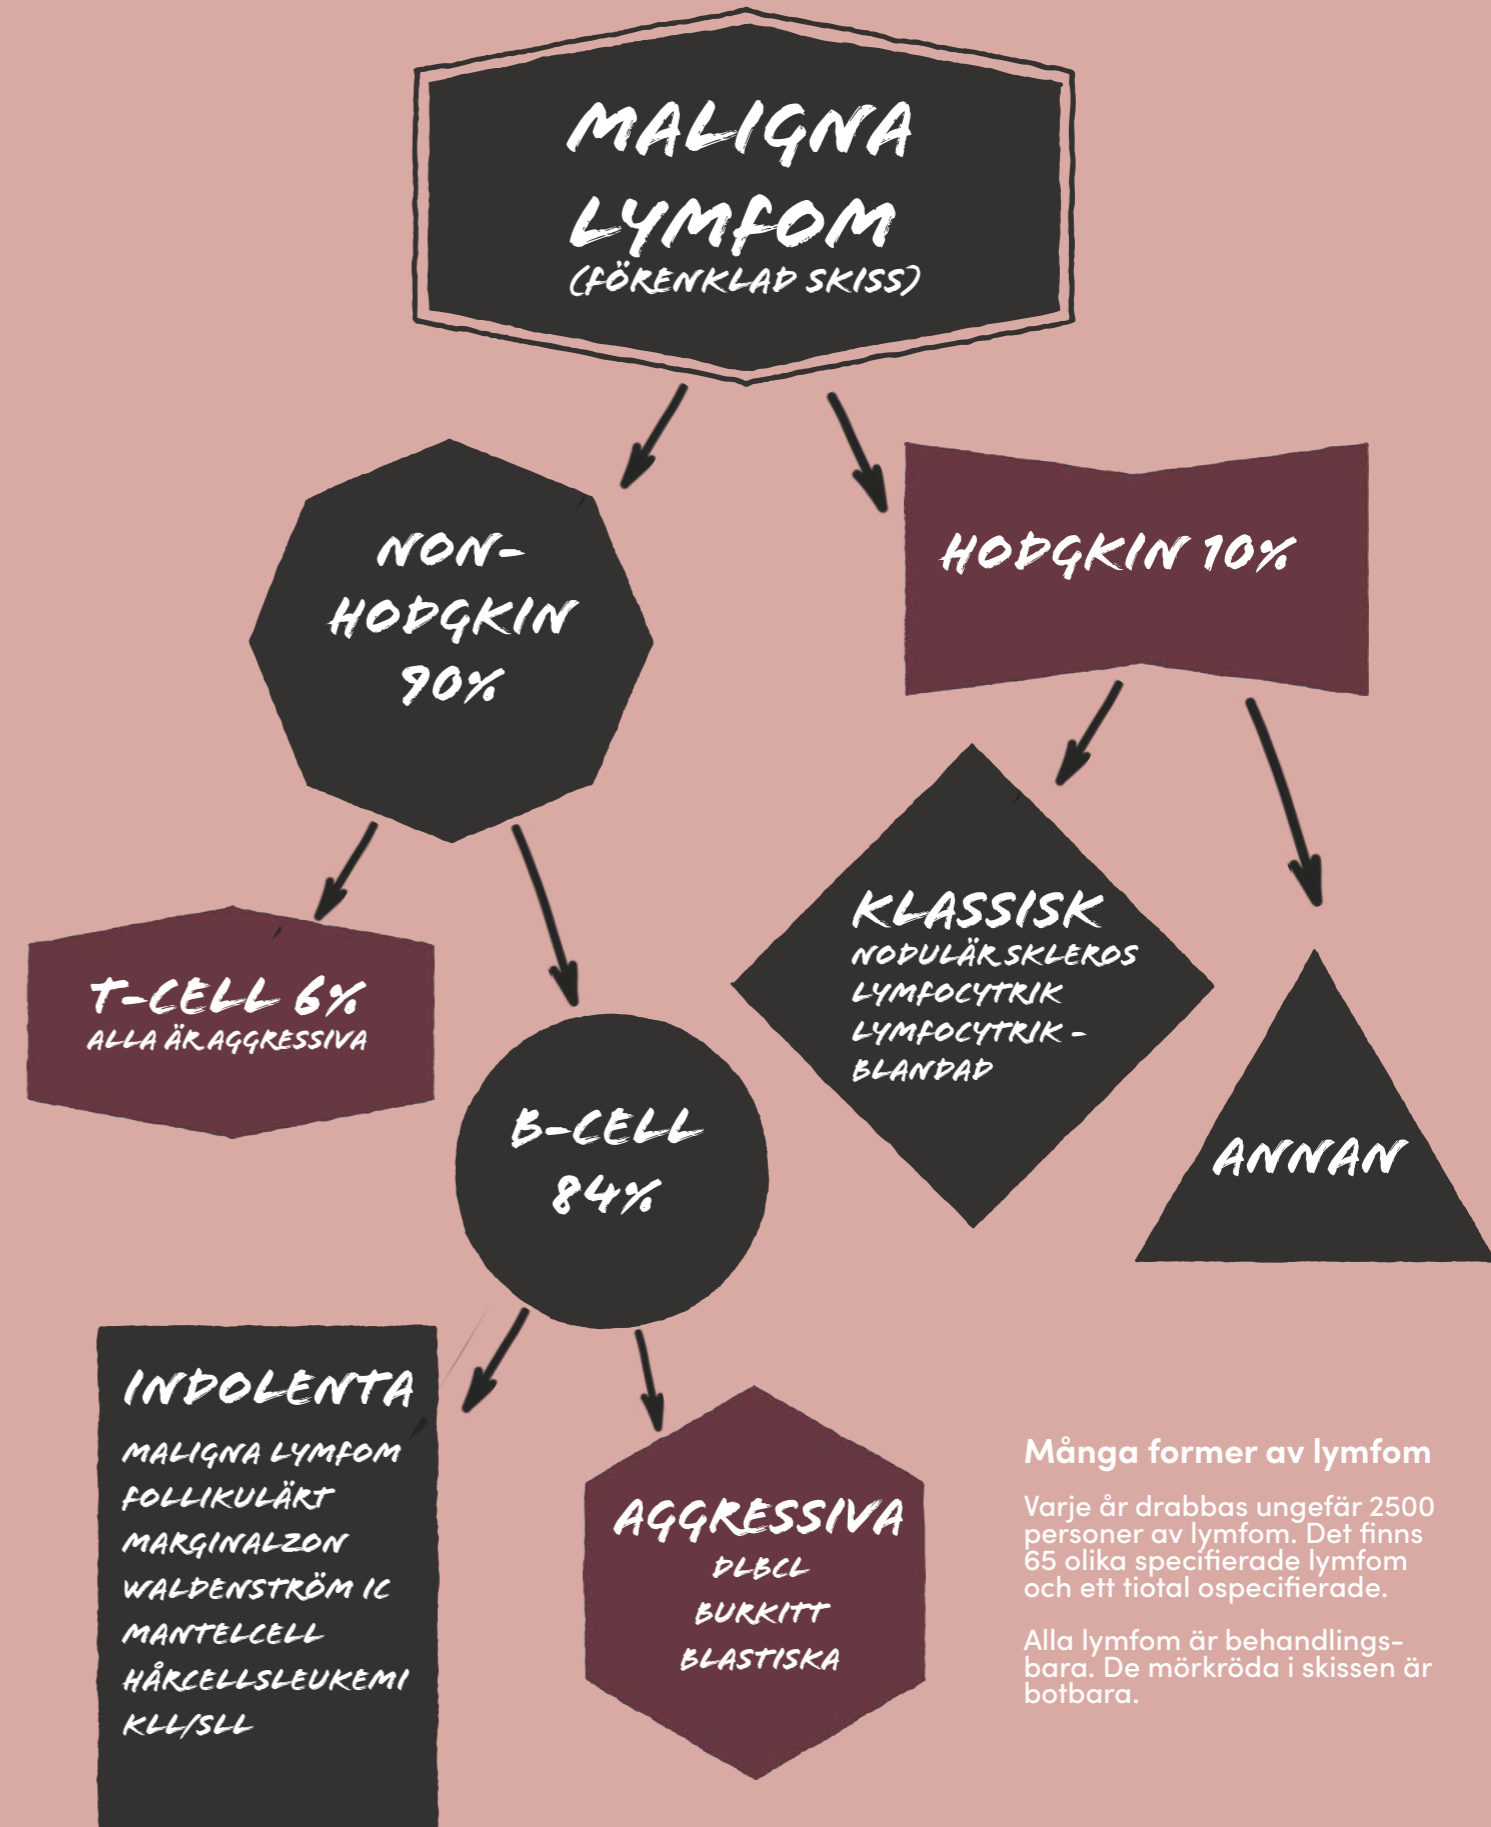 MALIGNA
LYMFOM
(FÖRENKLAD SKISS)
NON-
HODGKIN
90%
HODGKIN 10%
T-CELL 6%
ALLA ÄR AGGRESSIVA
B-CELL
84%
KLASSISK
NODULÄR SKLEROS
LYMFOCYTRIK
LYMFOCYTRIK -
BLANDAD
ANNAN
INDOLENTA
MALIGNA LYMFOM
FOLLIKULÄRT
MARGINALZON
WALDENSTRÖM IC
MANTELCELL
HÅRCELLSLEUKEMI
KLL/SLL
AGGRESSIVA
DLBCL
BURKITT
BLASTISKA
Många former av lymfom
Varje år drabbas ungefär 2500
personer av lymfom. Det finns
65 olika specifierade lymfom
och ett tiotal ospecifierade.
Alla lymfom är behandlings-
bara. De mörkröda i skissen är
botbara.